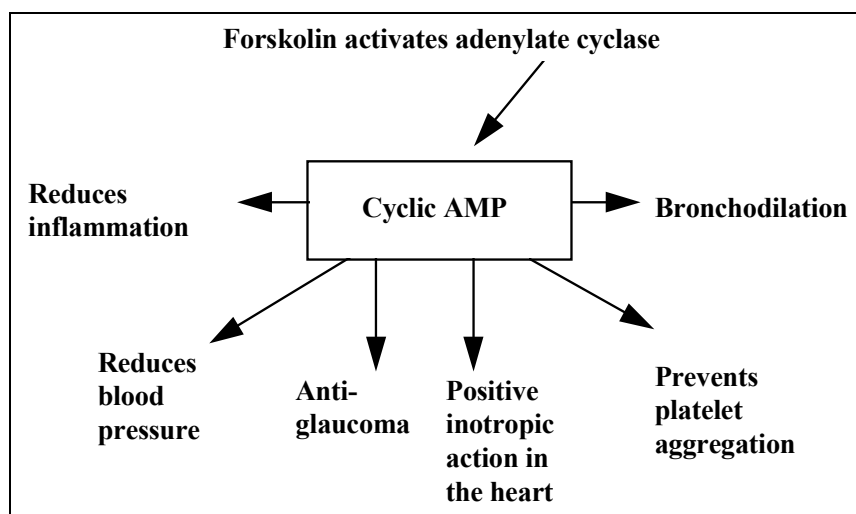 Forskolin activates adenylate cyclase
Reduces
inflammation
Cyclic AMP
Bronchodilation
Reduces
blood
pressure
Anti-
glaucoma
Positive
inotropic
action in
the heart
Prevents
platelet
aggregation